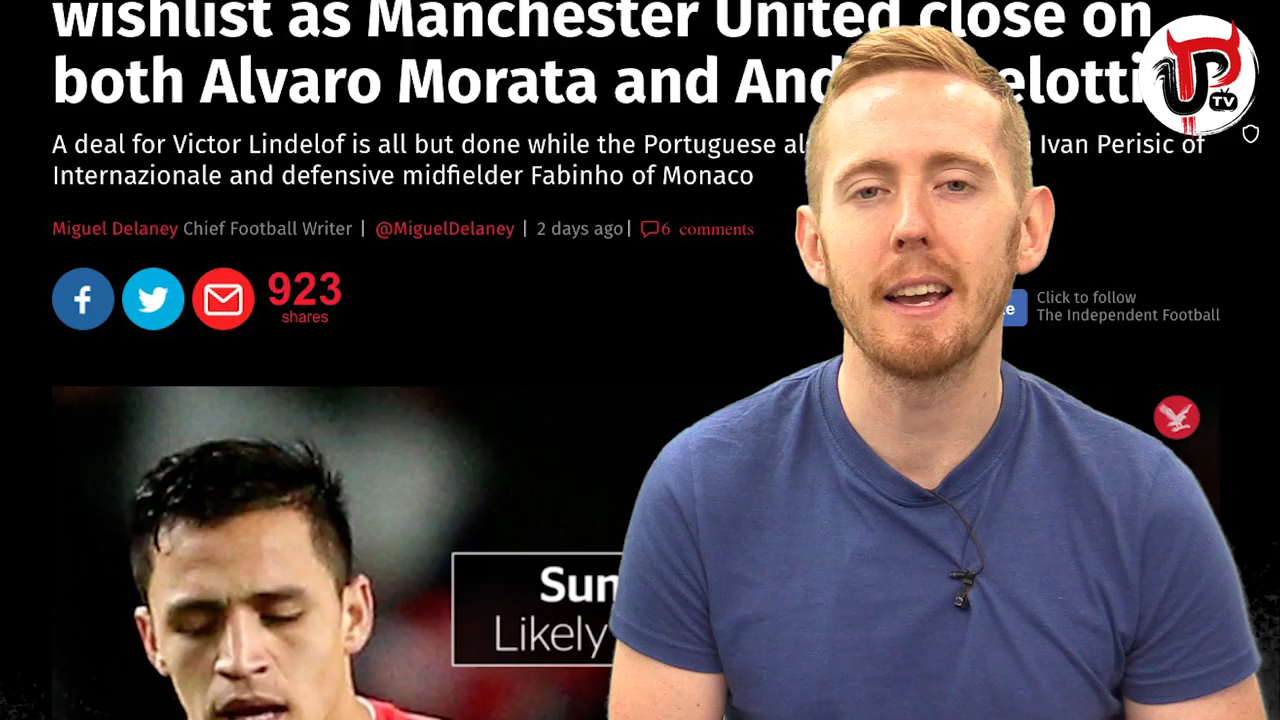 wishlist as Manchester United close on
both Alvaro Morata and And elotti
A deal for Victor Lindelof is all but done while the Portuguese al Ivan Perisic of
Internazionale and defensive midfielder Fabinho of Monaco
Miguel Delaney Chief Football Writer | @MiguelDelaney | 2 days ago | 6 comments
923
shares
Click to follow
The Independent Football
Sun
Likely
UP
TV